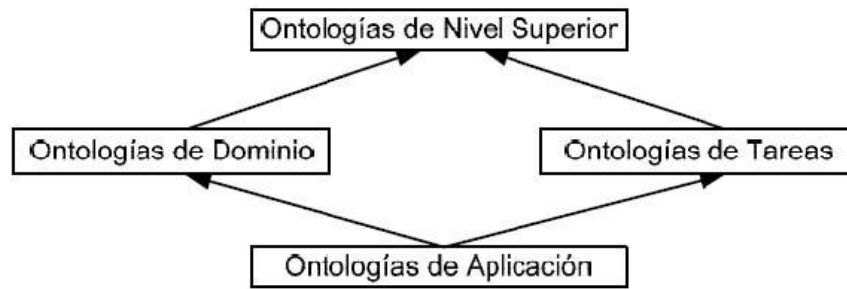 Ontologías de Nivel Superior
Ontologías de Dominio
Ontologías de Tareas
Ontologías de Aplicación